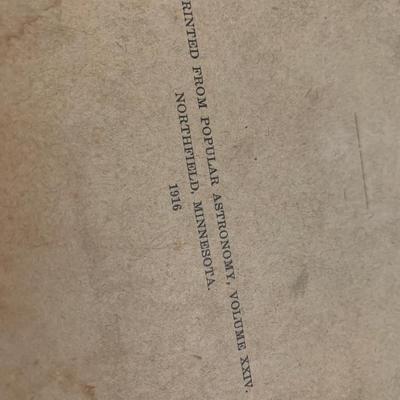 RINTED FROM POPULAR ASTRONOMY, VOLUME XXIV.
NORTHFIELD, MINNESOTA.
1916